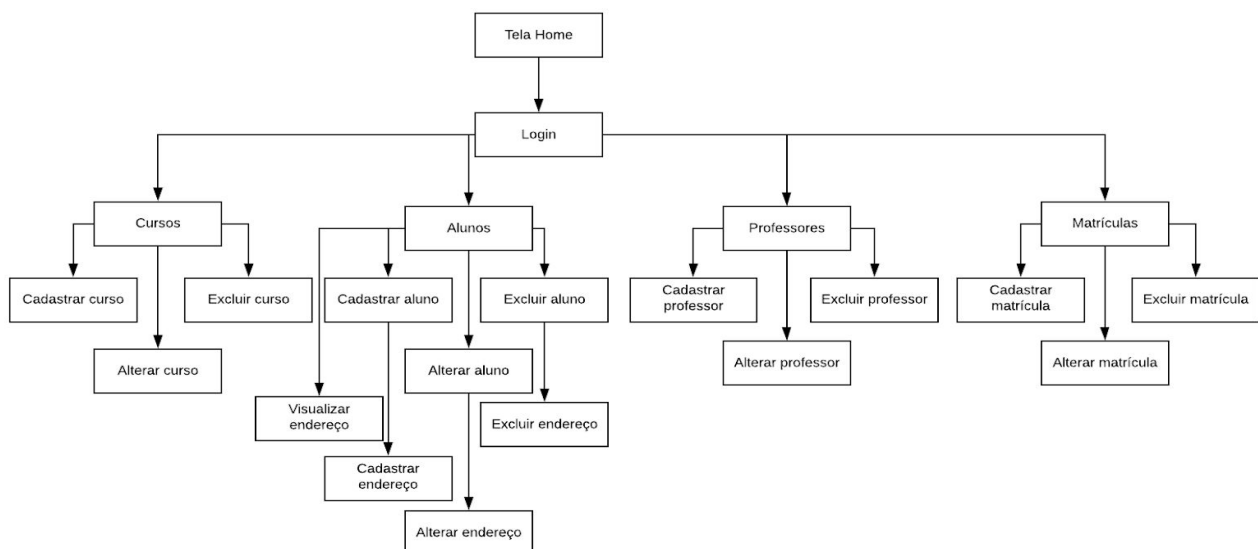 Tela Home
Login
Cursos
Alunos
Professores
Matrículas
Cadastrar curso
Excluir curso
Cadastrar aluno
Excluir aluno
Cadastrar
professor
Excluir professor
Cadastrar
matrícula
Excluir matrícula
Alterar curso
Alterar aluno
Alterar professor
Alterar matrícula
Visualizar
endereço
Excluir endereço
Cadastrar
endereço
Alterar endereço